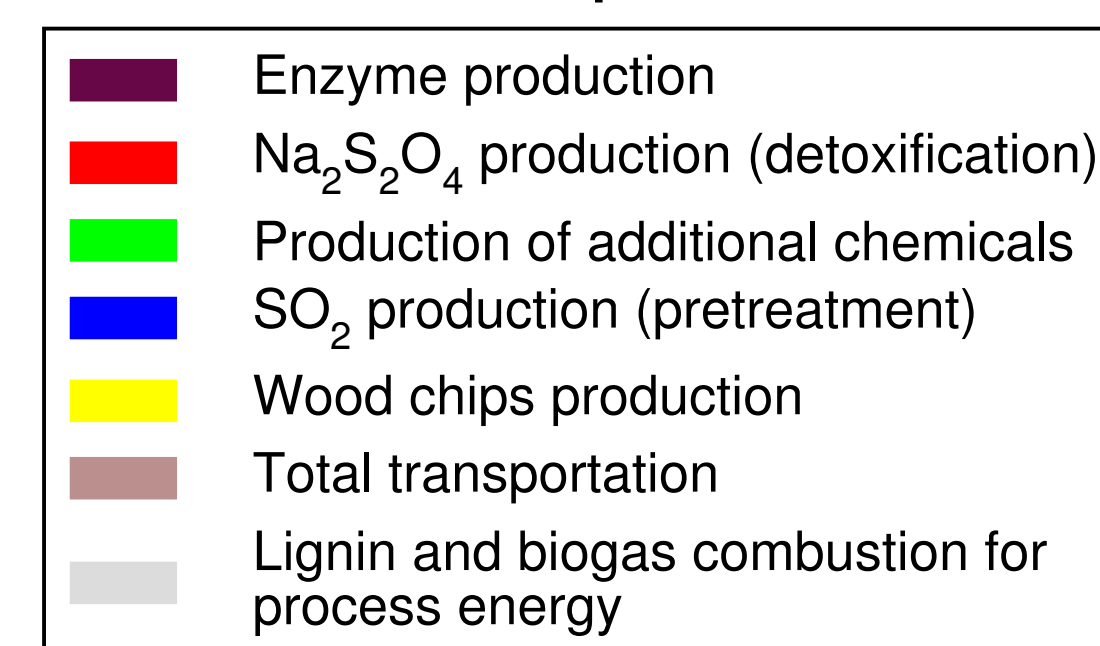 Enzyme production
Na₂S₂O₄ production (detoxification)
Production of additional chemicals
SO₂ production (pretreatment)
Wood chips production
Total transportation
Lignin and biogas combustion for
process energy